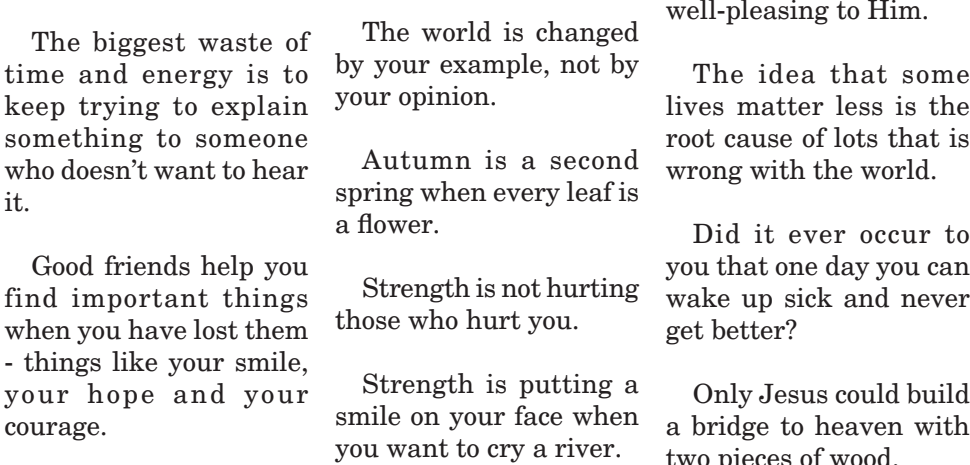 The biggest waste of
time and energy is to
keep trying to explain
something to someone
who doesn’t want to hear
it.
Good friends help you
find important things
when you have lost them
- things like your smile,
your hope and your
courage.
The world is changed
by your example, not by
your opinion.
Autumn is a second
spring when every leaf is
a flower.
Strength is not hurting
those who hurt you.
Strength is putting a
smile on your face when
you want to cry a river.
well-pleasing to Him.
The idea that some
lives matter less is the
root cause of lots that is
wrong with the world.
Did it ever occur to
you that one day you can
wake up sick and never
get better?
Only Jesus could build
a bridge to heaven with
two pieces of wood.